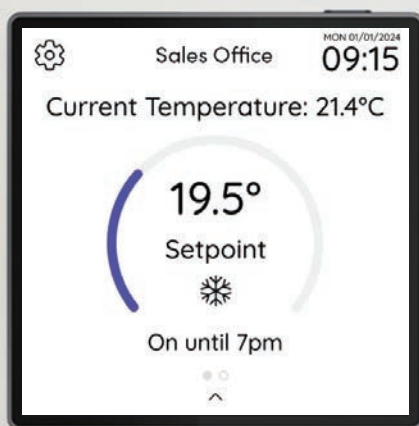 Sales Office
MON 01/01/2024
09:15
Current Temperature: 21.4°C
19.5°
Setpoint
On until 7pm